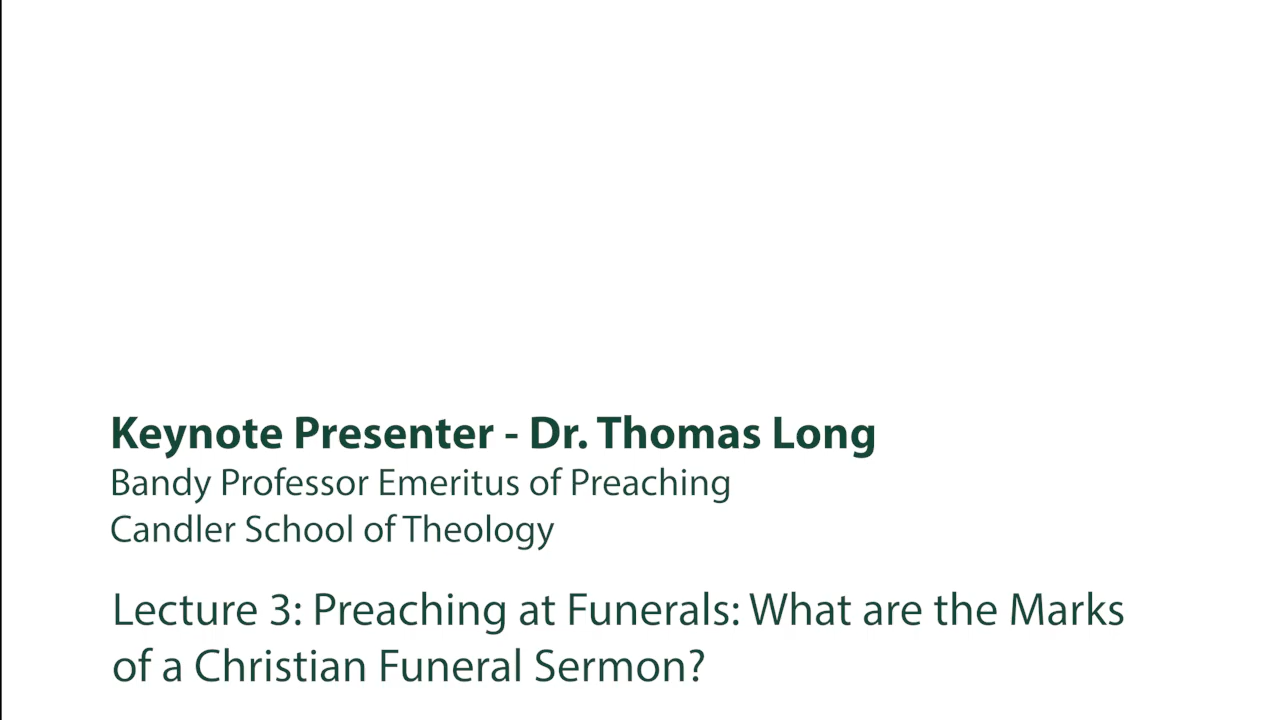 Keynote Presenter - Dr. Thomas Long
Bandy Professor Emeritus of Preaching
Candler School of Theology
Lecture 3: Preaching at Funerals: What are the Marks
of a Christian Funeral Sermon?